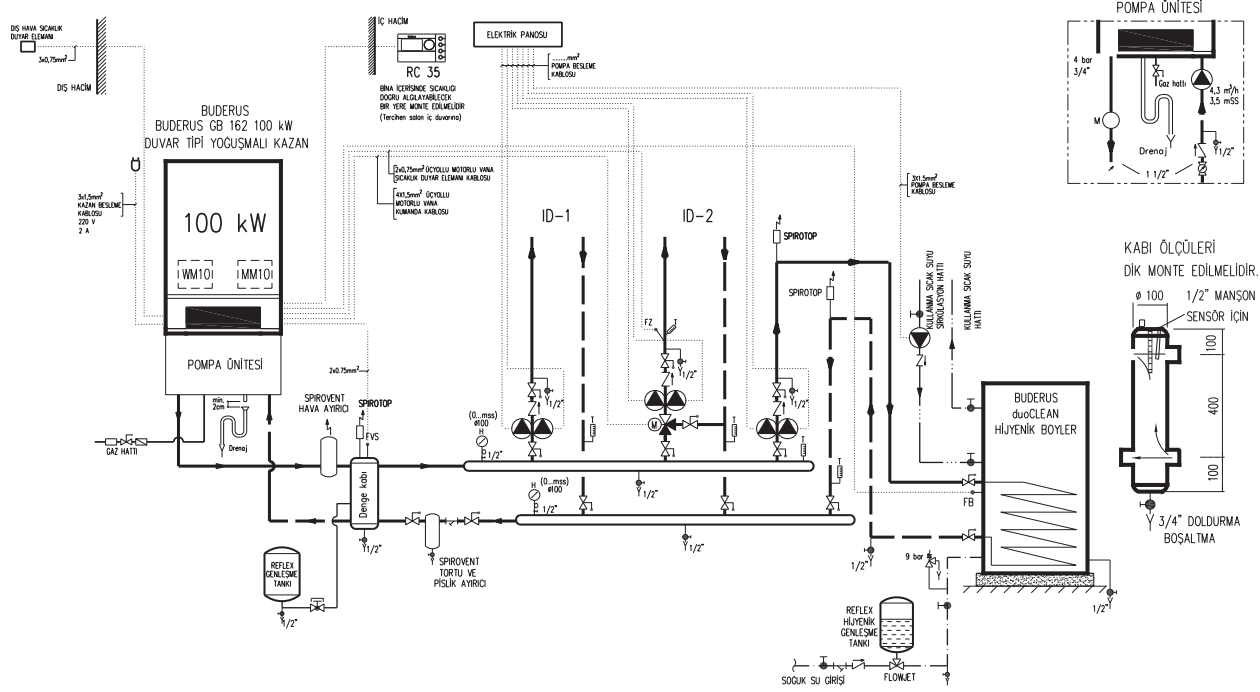 DIŞ HAVA SICAKLIK
DUYAR ELEMANI
3x0,75mm²
DIŞ HACİM
İÇ HACİM
RC 35
BİNA İÇERİSİNDE SICAKLIGI
DOĞRU ALGILAYABİLECEK
BIR YERE MONTE EDİLMELİDİR
(Tercihen salon iç duvarına)
ELEKTRİK PANOSU
........mm²
POMPA BESLEME
KABLOSU
POMPA ÜNİTESİ
4 bar
3/4"
Gaz hattı
4,3 m³/h
3,5 mSS
M
Drenaj
1/2"
1 1/2"
BUDERUS
BUDERUS GB 162 100 kW
DUVAR TİPİ YOĞUŞMALI KAZAN
3x1,5mm²
KAZAN BESLEME
KABLOSU
220 V
2 A
100 kW
WM10
MM10
POMPA ÜNİTESİ
2x0,75mm² ÜÇYOLLU MOTORLU VANA
SICAKLIK DUYAR ELEMANI KABLOSU
4X1,5mm² ÜÇYOLLU
MOTORLU VANA
KUMANDA KABLOSU
3X1.5mm²
POMPA BESLEME
KABLOSU
2x0.75mm²
min.
2cm
Drenaj
GAZ HATTI
SPIROVENT
HAVA AYIRICI
SPIROTOP
FVS
Denge kabı
1/2"
REFLEX
GENLEŞME
TANKI
1/2"
SPIROVENT
TORTU VE
PİSLİK AYIRICI
ID-1
ID-2
(0...mss)
ø100
H
1/2"
H
(0...mss)
ø100
1/2"
1/2"
T
FZ
T
1/2"
1/2"
M
T
1/2"
1/2"
1/2"
SPIROTOP
SPIROTOP
T
1/2"
KULLANMA SICAK SUYU
SİRKÜLASYON HATTI
KULLANMA SICAK SUYU
HATTI
BUDERUS
duoCLEAN
HİJYENİK BOYLER
FB
9 bar
1/2"
REFLEX
HİJYENİK
GENLEŞME
TANKI
SOĞUK SU GİRİŞİ
FLOWJET
KABI ÖLÇÜLERİ
DİK MONTE EDİLMELİDİR.
ø 100
1/2" MANŞON
SENSÖR İÇİN
100
400
100
3/4" DOLDURMA
BOŞALTMA